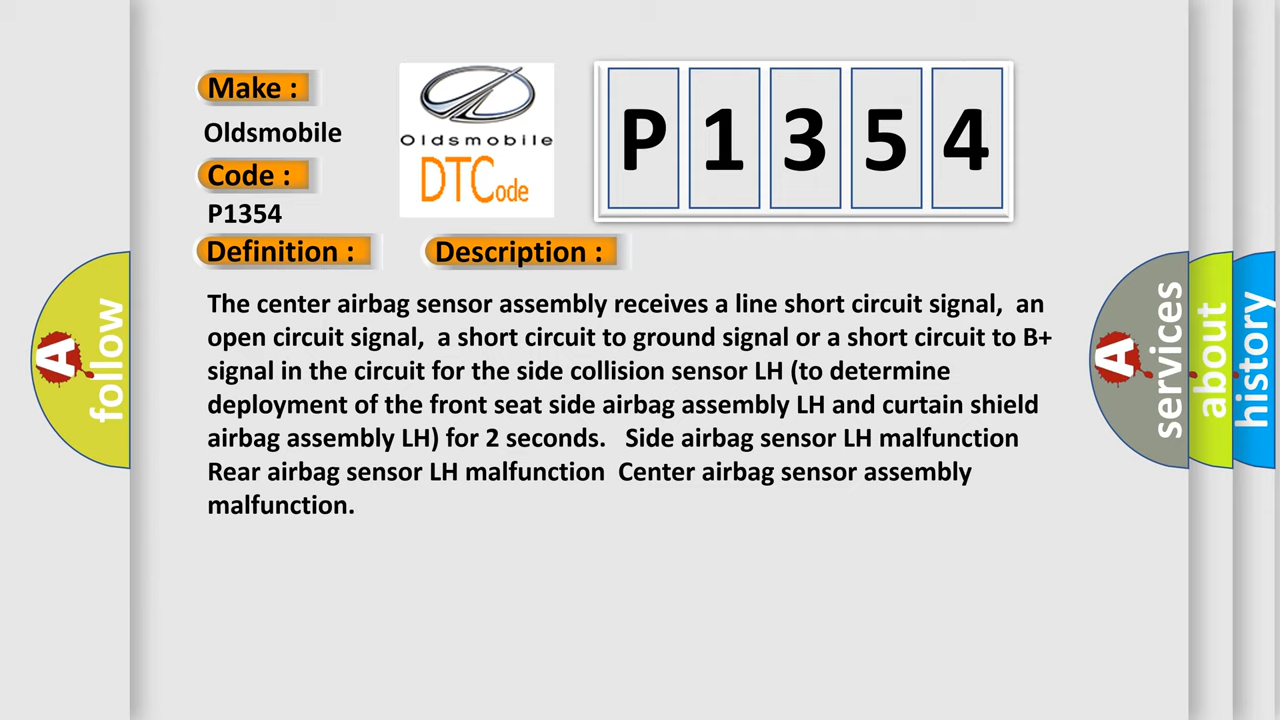 Make :
Oldsmobile
Code :
P1354
Oldsmobile
DTCode
P1354
Definition :
Description :
The center airbag sensor assembly receives a line short circuit signal, an
open circuit signal, a short circuit to ground signal or a short circuit to B+
signal in the circuit for the side collision sensor LH (to determine
deployment of the front seat side airbag assembly LH and curtain shield
airbag assembly LH) for 2 seconds. Side airbag sensor LH malfunction
Rear airbag sensor LH malfunction Center airbag sensor assembly
malfunction.
A follow
A services
about
history